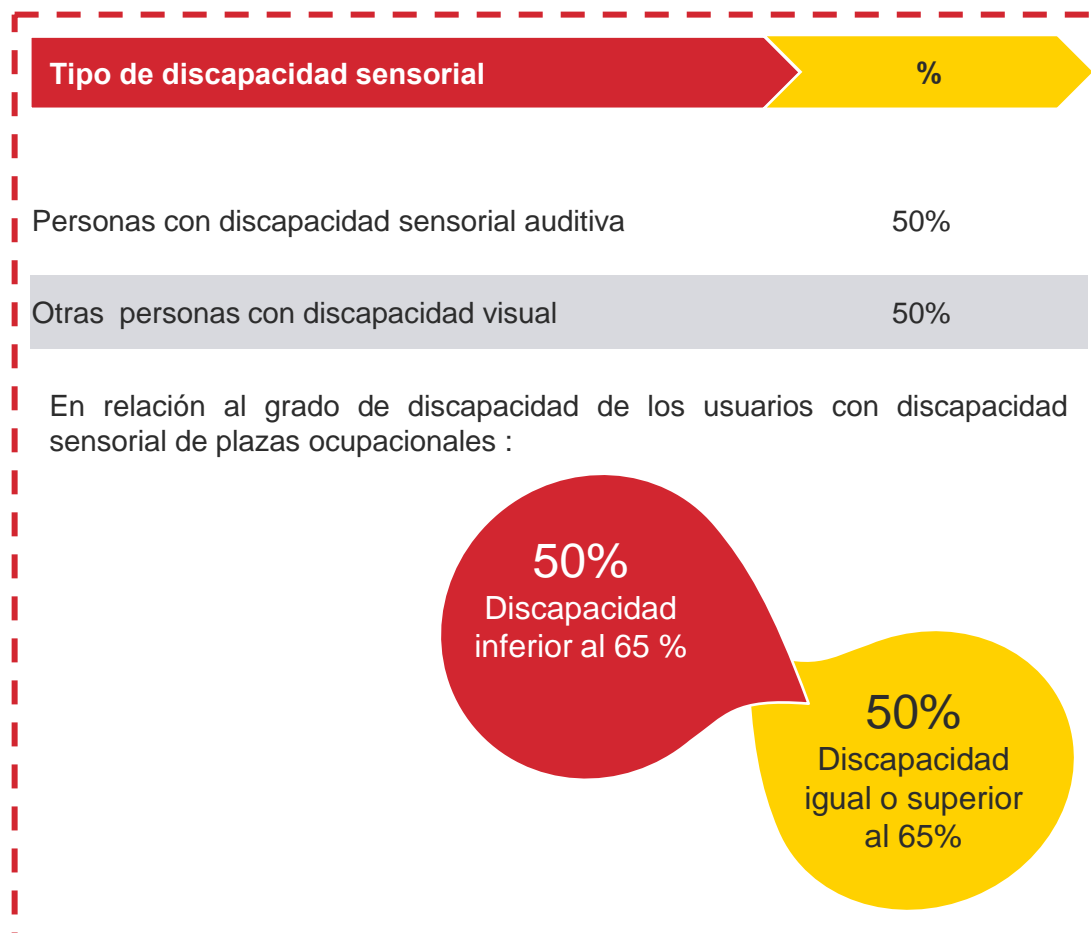 Tipo de discapacidad sensorial %
Personas con discapacidad sensorial auditiva 50%
Otras personas con discapacidad visual 50%
En relación al grado de discapacidad de los usuarios con discapacidad
sensorial de plazas ocupacionales :
50%
Discapacidad
inferior al 65 %
50%
Discapacidad
igual o superior
al 65%